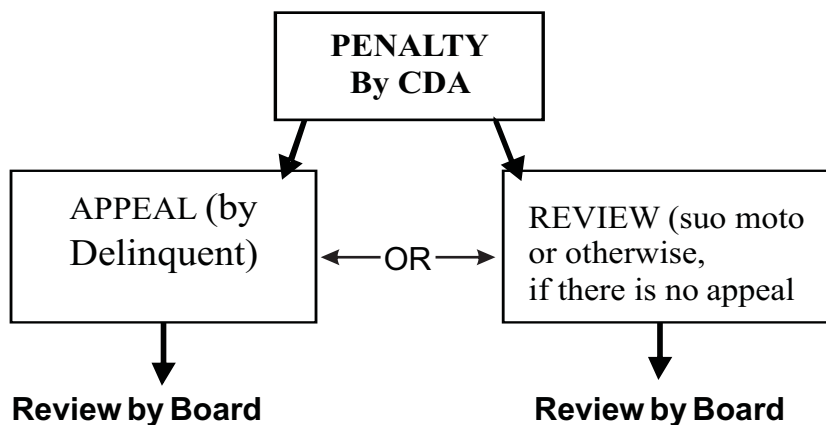 PENALTY
By CDA
APPEAL (by
Delinquent)
OR
REVIEW (suo moto
or otherwise,
if there is no appeal
Review by Board
Review by Board